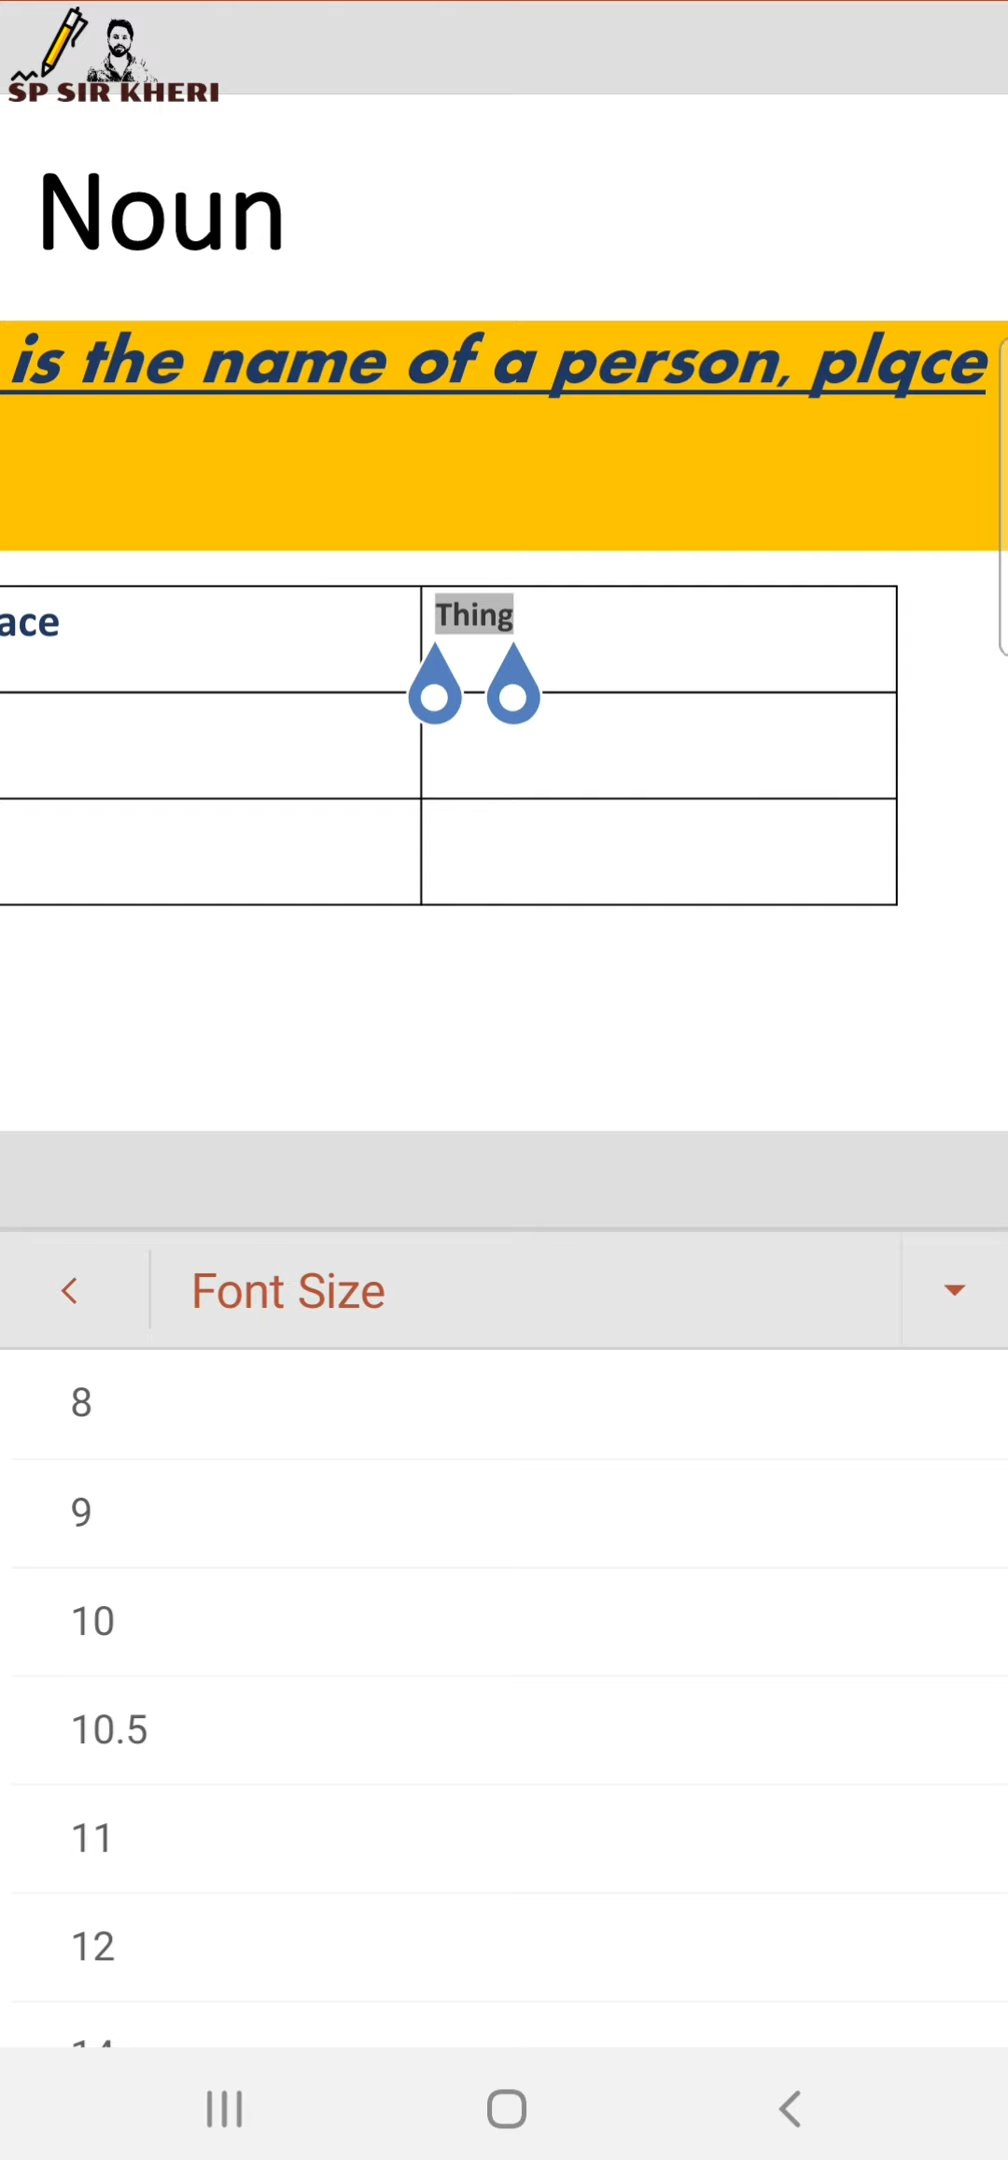 SP SIR KHERI
Noun
is the name of a person, plqce
ace
Thing
Font Size
8
9
10
10.5
11
12